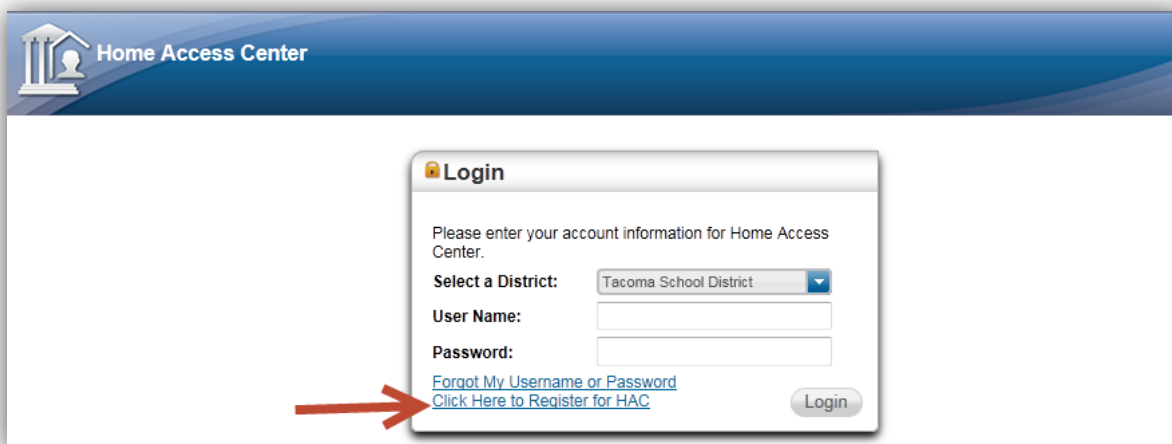 Home Access Center
Login
Please enter your account information for Home Access
Center.
Select a District: Tacoma School District
User Name:
Password:
Forgot My Username or Password
Click Here to Register for HAC
Login